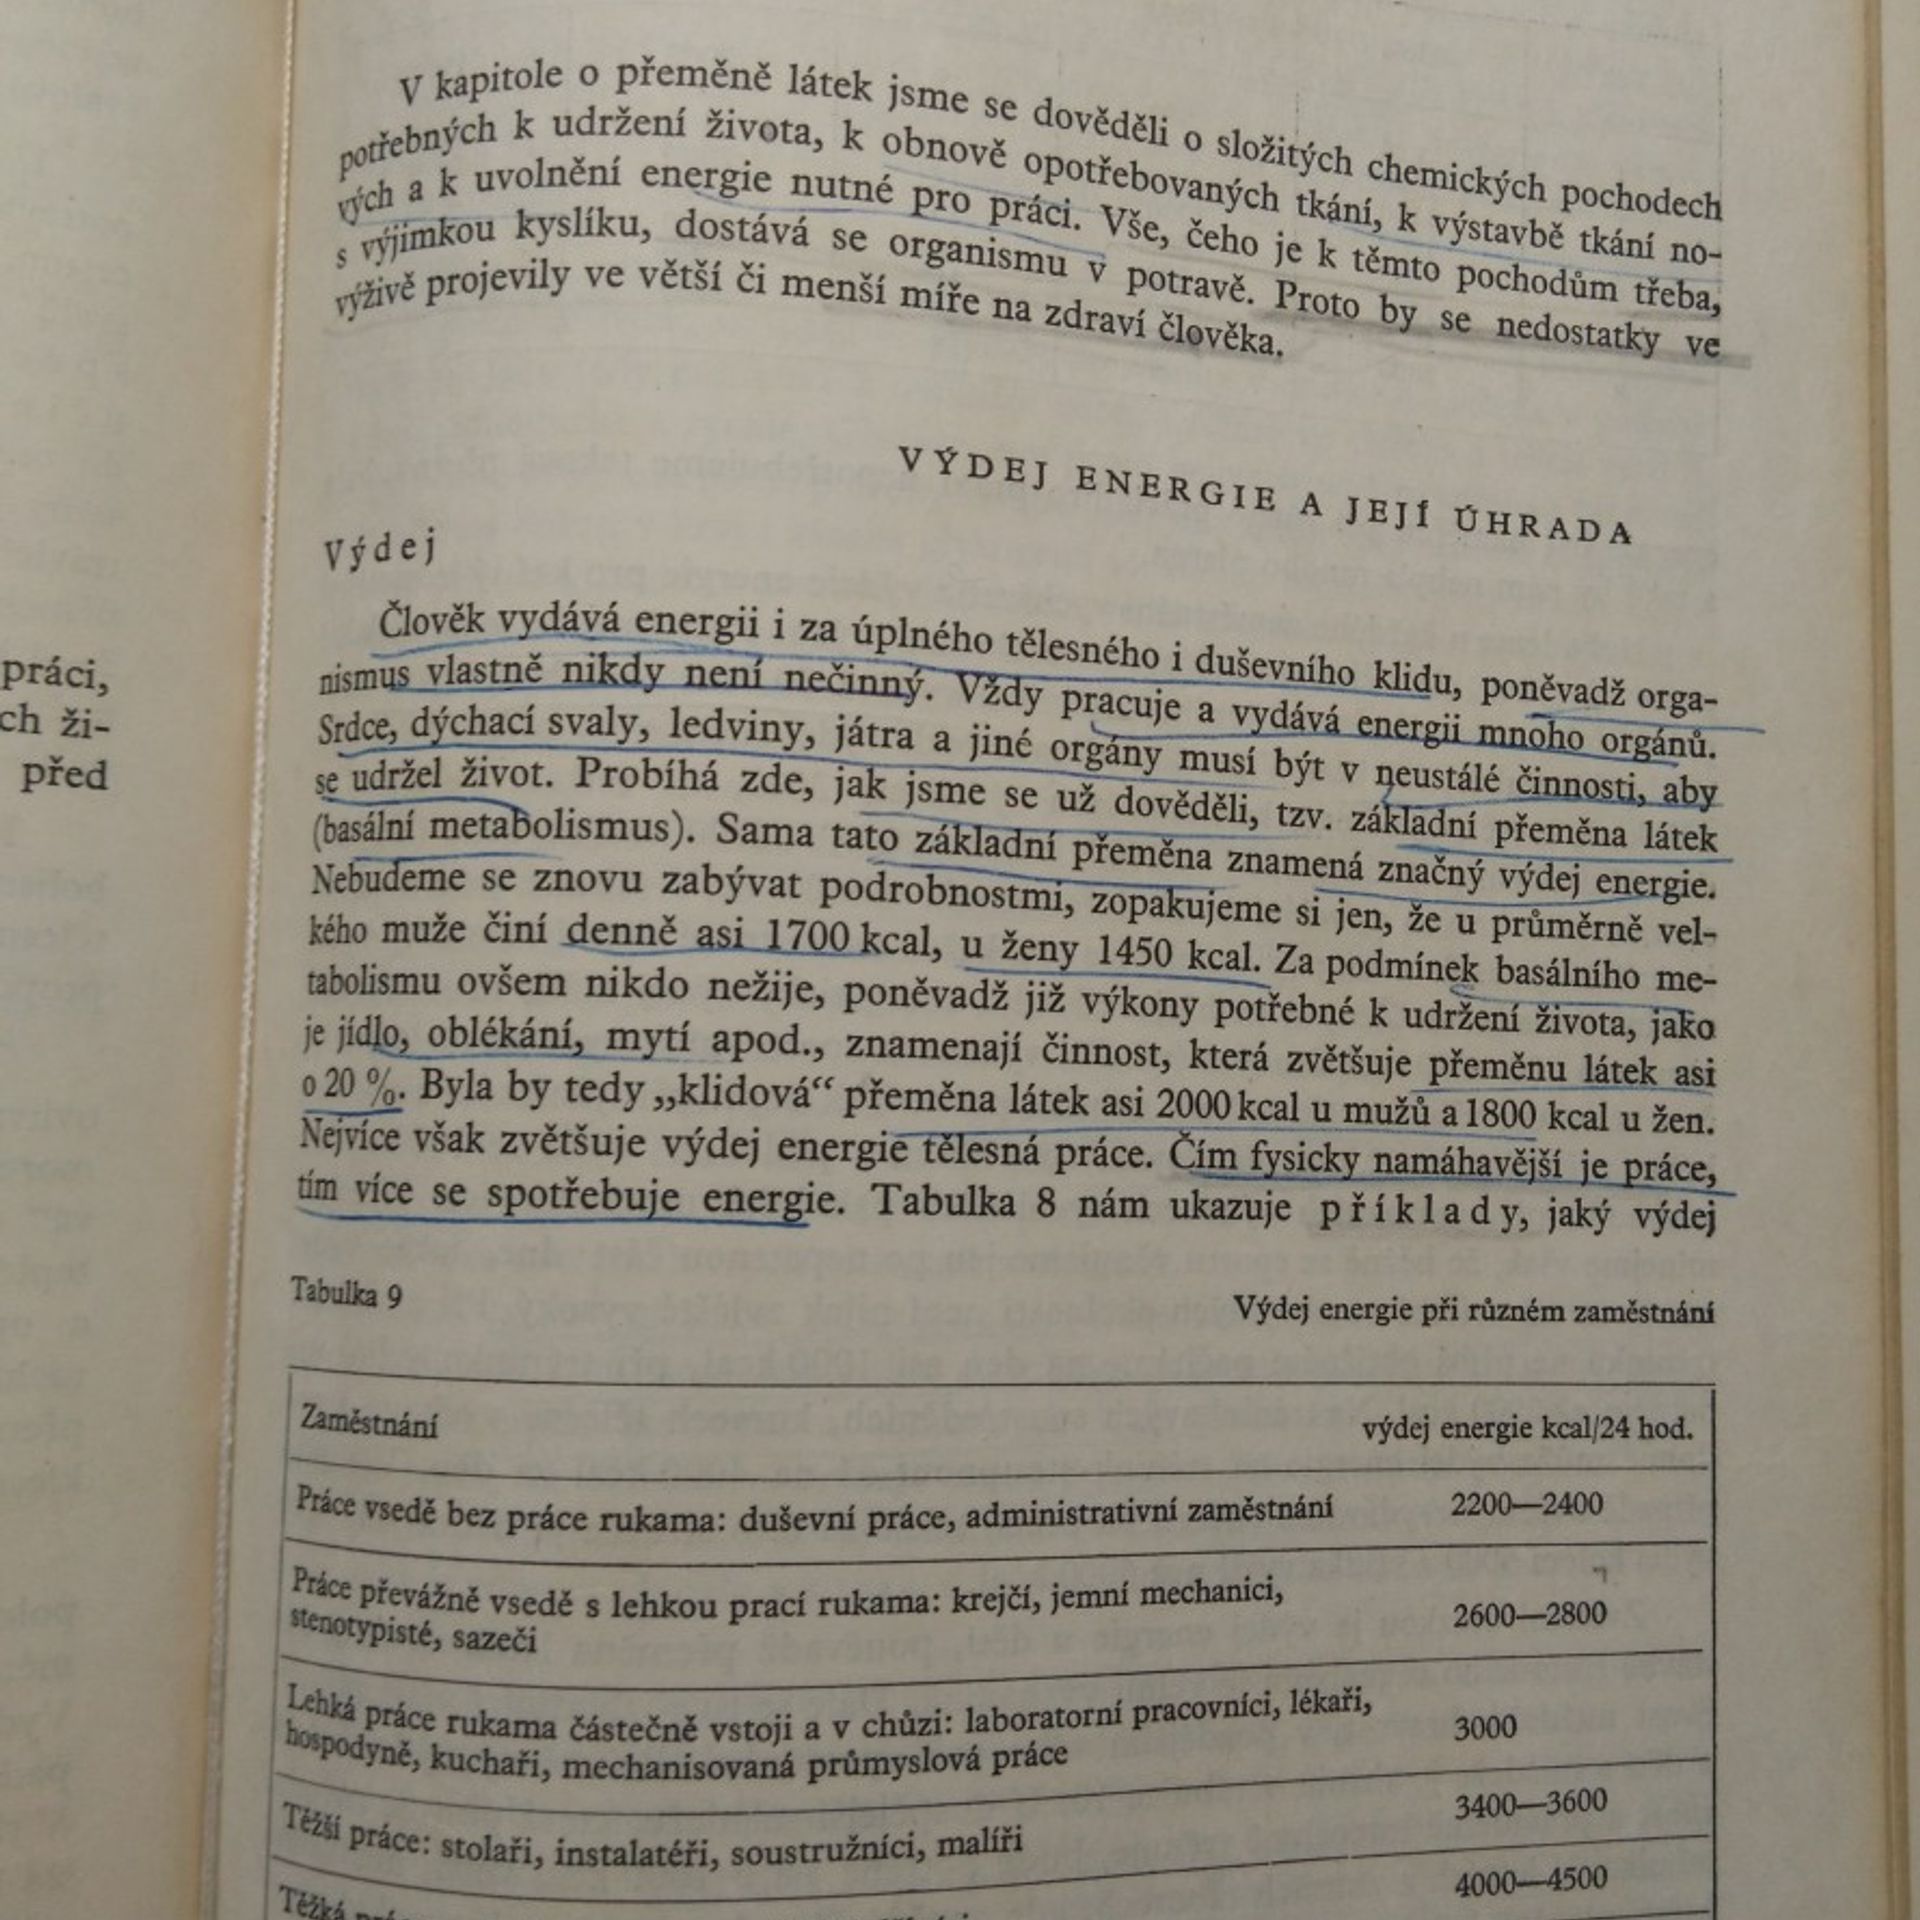 práci,
ch ži-
před
V kapitole o přeměně látek jsme se dověděli o složitých chemických pochodech
potřebných k udržení života, k obnově opotřebovaných tkání, k výstavbě tkání no-
vých a k uvolnění energie nutné pro práci. Vše, čeho je k těmto pochodům třeba,
s výjimkou kyslíku, dostává se organismu v potravě. Proto by se nedostatky ve
výživě projevily ve větší či menší míře na zdraví člověka.
VÝDEJ ENERGIE A JEJÍ ÚHRADA
Výdej
Člověk vydává energii i za úplného tělesného i duševního klidu, poněvadž orga-
nismus vlastně nikdy není nečinný. Vždy pracuje a vydává energii mnoho orgánů.
Srdce, dýchací svaly, ledviny, játra a jiné orgány musí být v neustálé činnosti, aby
se udržel život. Probíhá zde, jak jsme se už dověděli, tzv. základní přeměna látek
(basální metabolismus). Sama tato základní přeměna znamená značný výdej energie.
Nebudeme se znovu zabývat podrobnostmi, zopakujeme si jen, že u průměrně vel-
kého muže činí denně asi 1700 kcal, u ženy 1450 kcal. Za podmínek basálního me-
tabolismu ovšem nikdo nežije, poněvadž již výkony potřebné k udržení života, jako
je jídlo, oblékání, mytí apod., znamenají činnost, která zvětšuje přeměnu látek asi
o 20 %. Byla by tedy „klidová“ přeměna látek asi 2000 kcal u mužů a 1800 kcal u žen.
Nejvíce však zvětšuje výdej energie tělesná práce. Čím fysicky namáhavější je práce,
tím více se spotřebuje energie. Tabulka 8 nám ukazuje příklady, jaký výdej
Tabulka 9 Výdej energie při různém zaměstnání
Zaměstnání výdej energie kcal/24 hod.
Práce vsedě bez práce rukama: duševní práce, administrativní zaměstnání 2200—2400
Práce převážně vsedě s lehkou prací rukama: krejčí, jemní mechanici,
stenotypisté, sazeči 2600—2800
Lehká práce rukama částečně vstoji a v chůzi: laboratorní pracovníci, lékaři,
hospodyně, kuchaři, mechanisovaná průmyslová práce 3000
Těžší práce: stolaři, instalatéři, soustružníci, malíři 3400—3600
Těžká 4000—4500